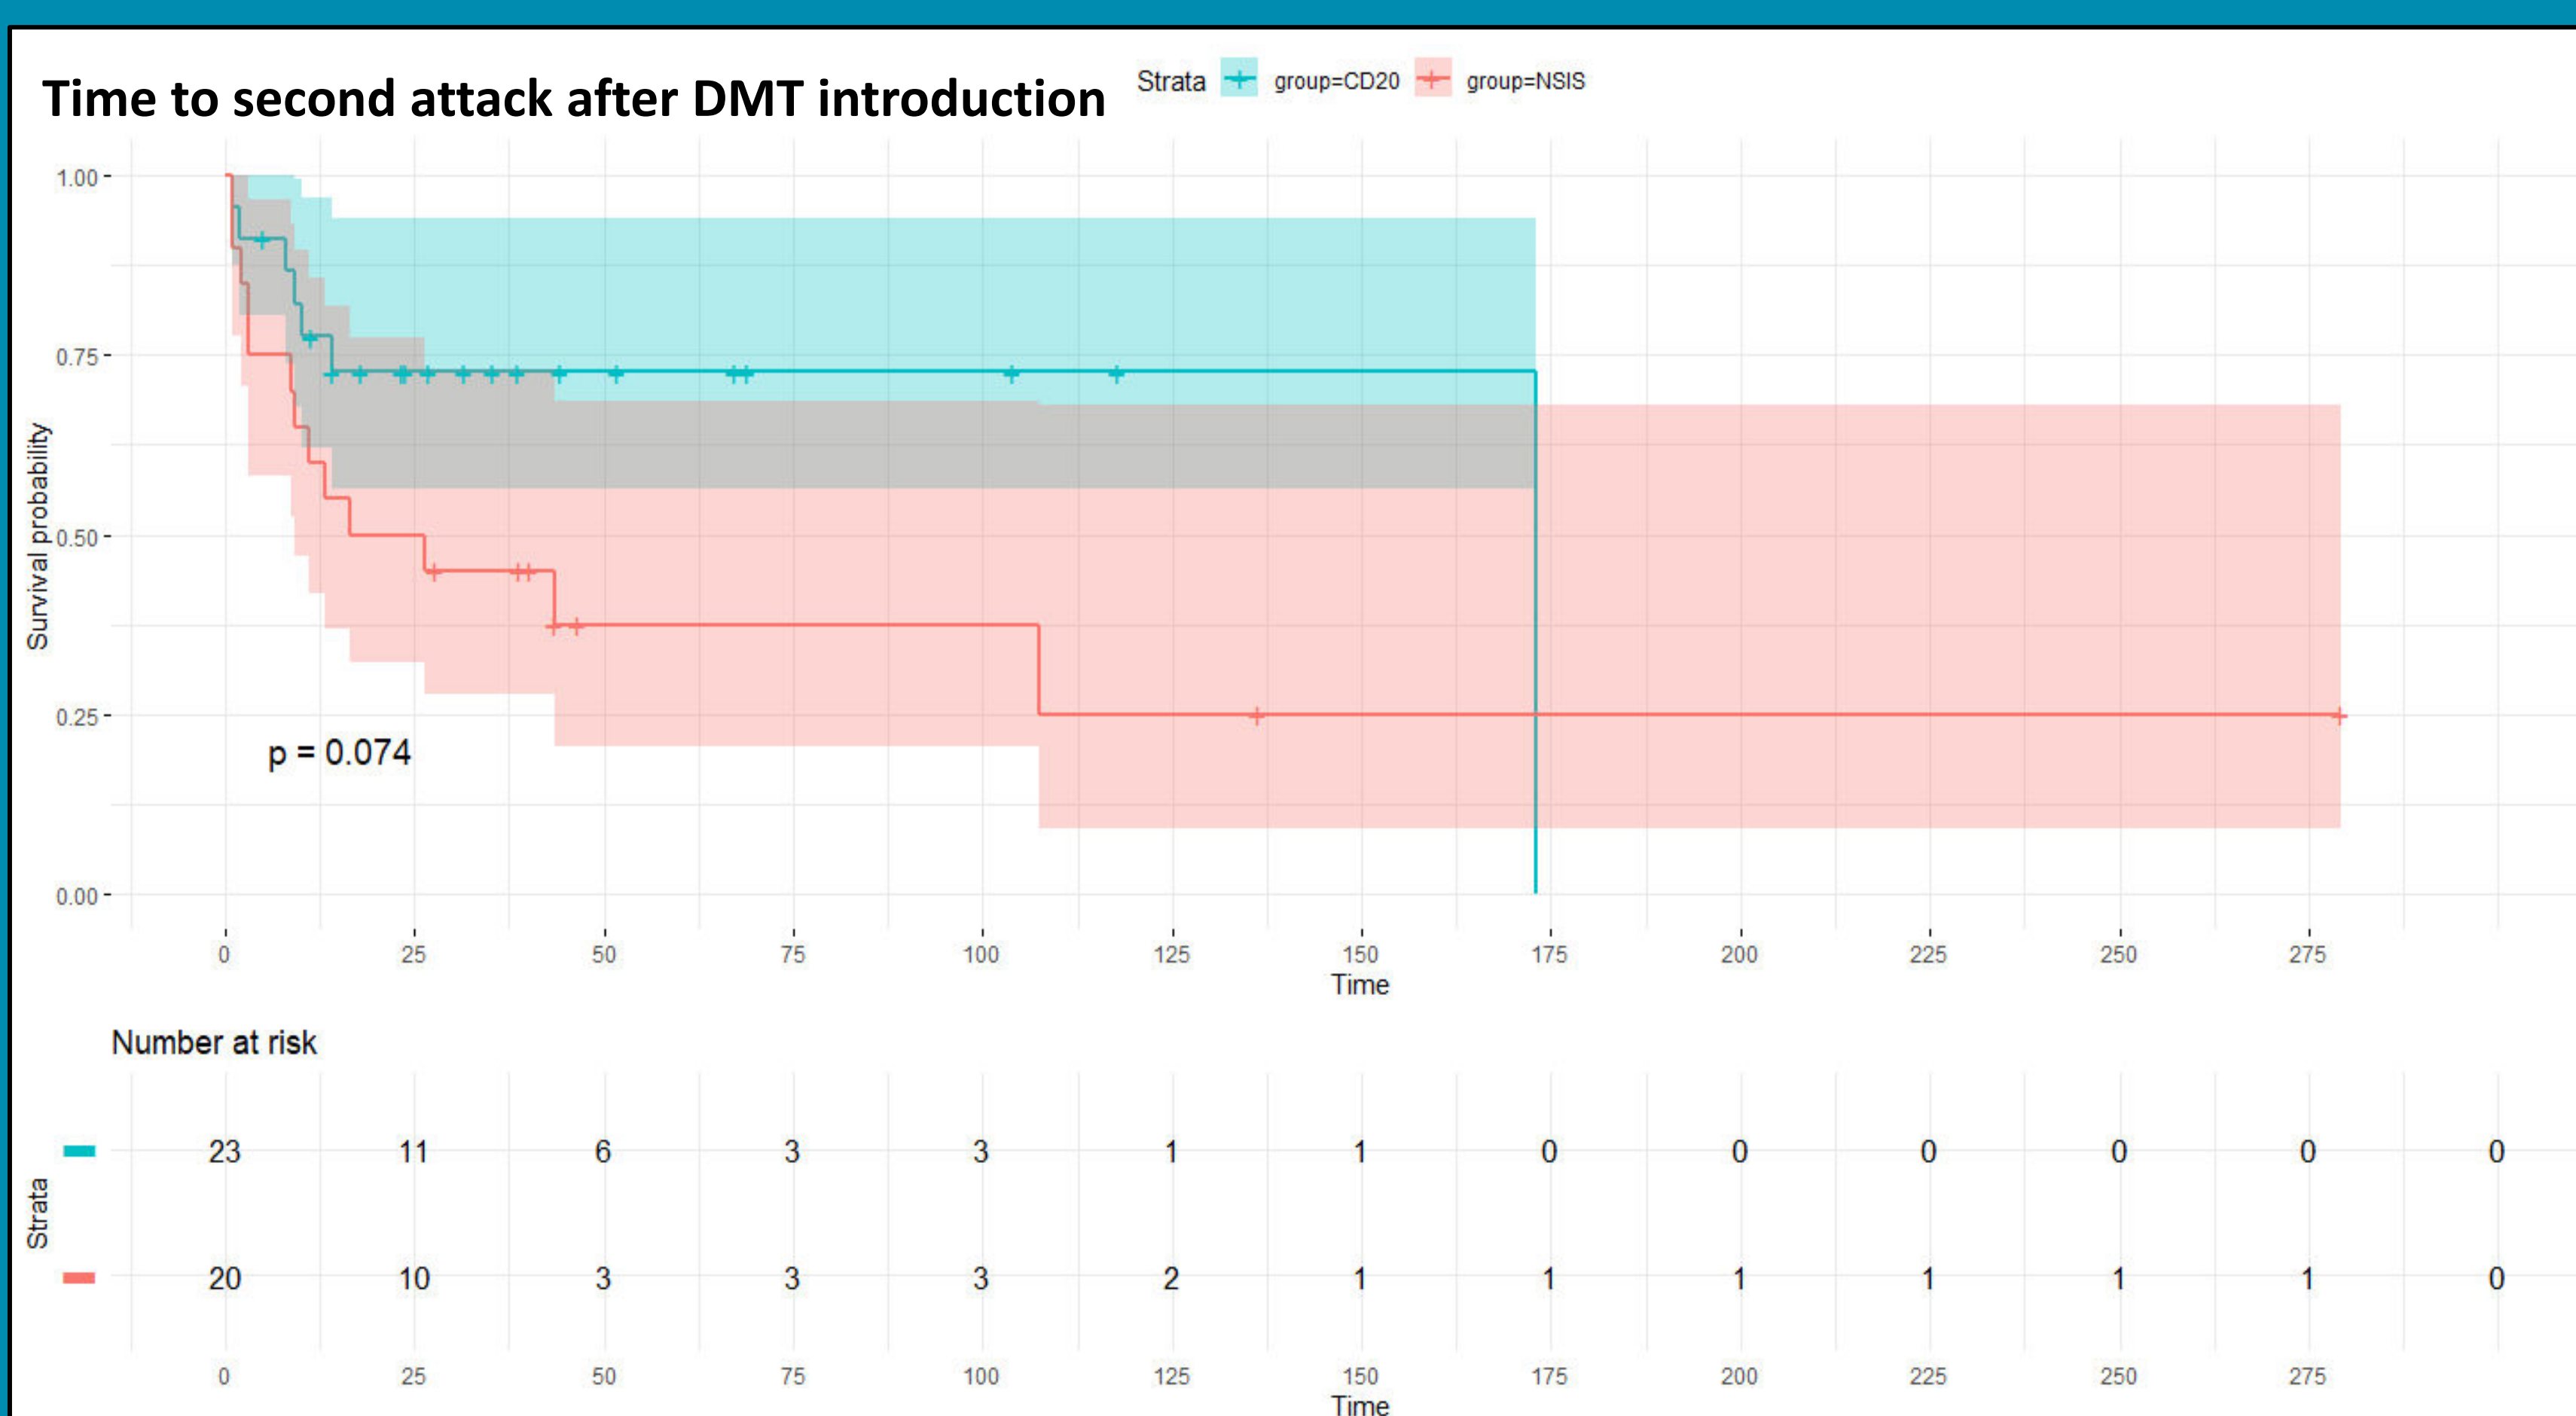 Time to second attack after DMT introduction
Strata group=CD20 group=NSIS
Survival probability
1.00
0.75
0.50
0.25
0.00
p = 0.074
0 25 50 75 100 125 150 175 200 225 250 275
Time
Number at risk
Strata
23 11 6 3 3 1 1 0 0 0 0 0 0
20 10 3 3 3 2 1 1 1 1 1 1 0
0 25 50 75 100 125 150 175 200 225 250 275
Time